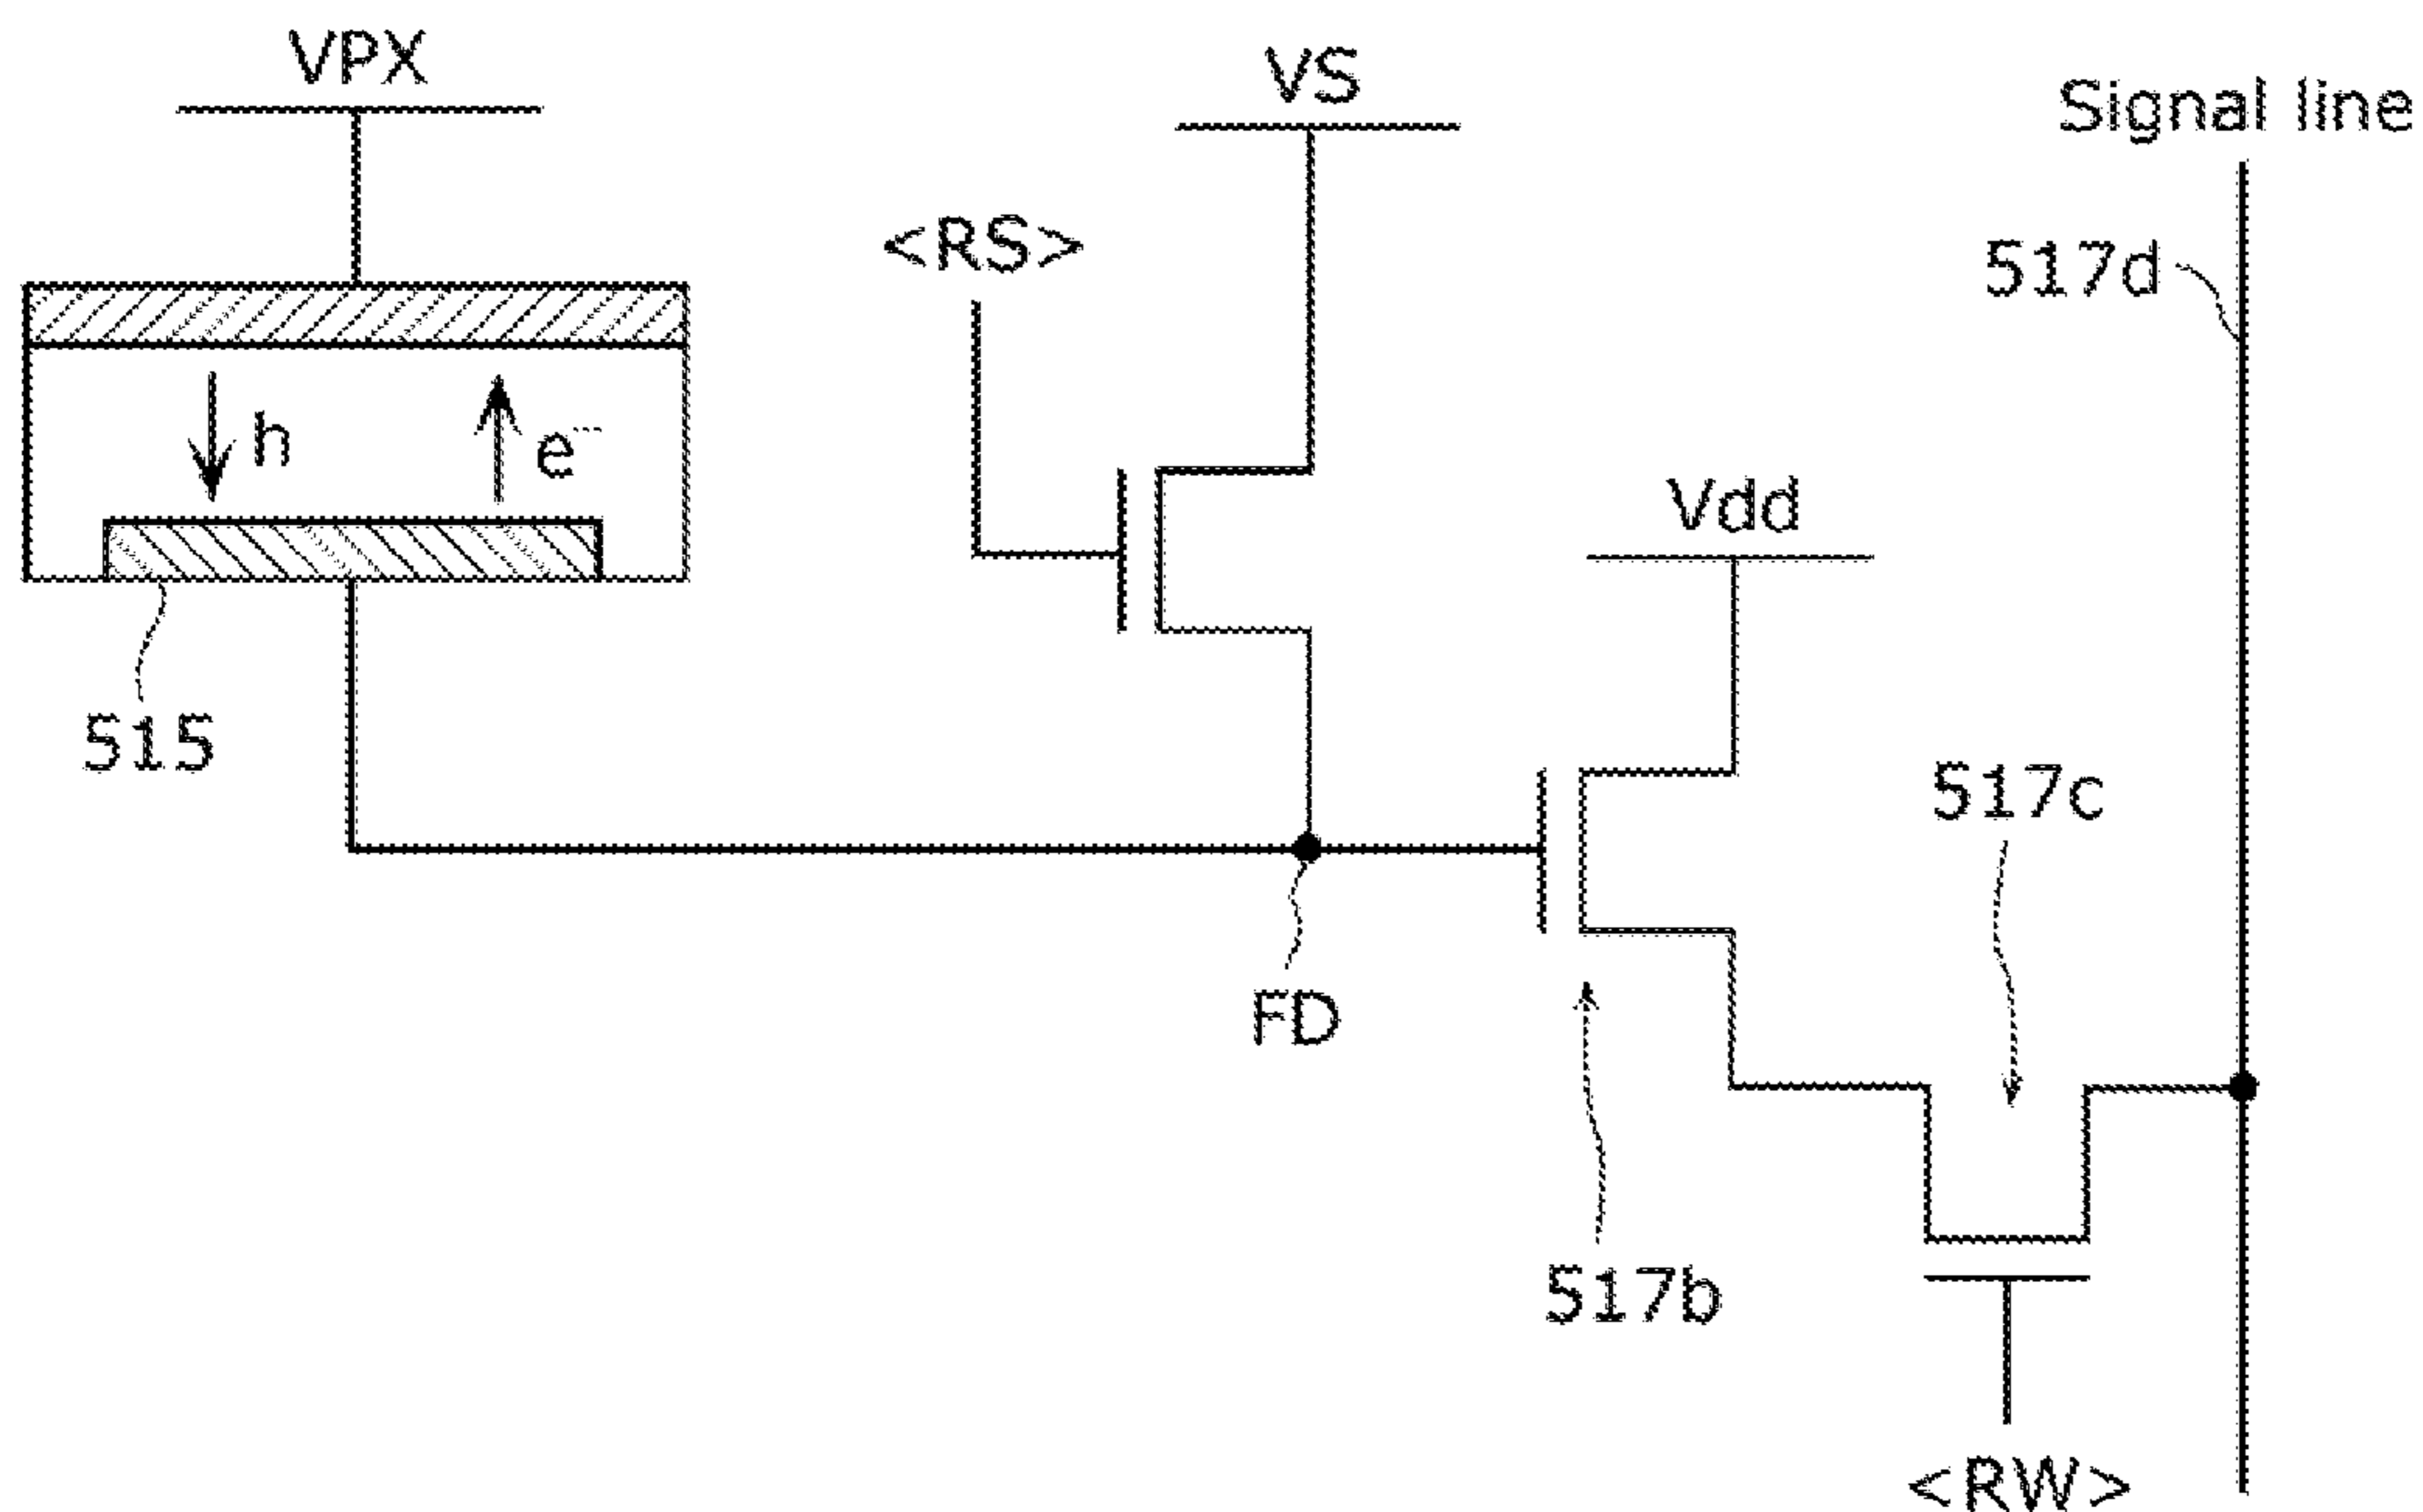 VPX
VS
Signal line
<RS>
517d
h
e⁻
Vdd
515
517c
FD
517b
<RW>